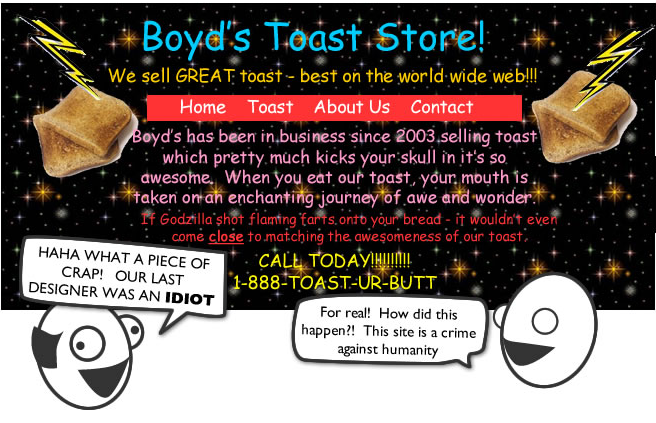 Boyd's Toast Store!
We sell GREAT toast - best on the world wide web!!!
Home Toast About Us Contact
Boyd's has been in business since 2003 selling toast
which pretty much kicks your skull in it's so
awesome. When you eat our toast, your mouth is
taken on an enchanting journey of awe and wonder.
If Godzilla shot flaming farts onto your bread - it wouldn't even
come close to matching the awesomeness of our toast.
CALL TODAY!!!!!!!!!!
1-888-TOAST-UR-BUTT
HAHA WHAT A PIECE OF
CRAP! OUR LAST
DESIGNER WAS AN IDIOT
For real! How did this
happen?! This site is a crime
against humanity